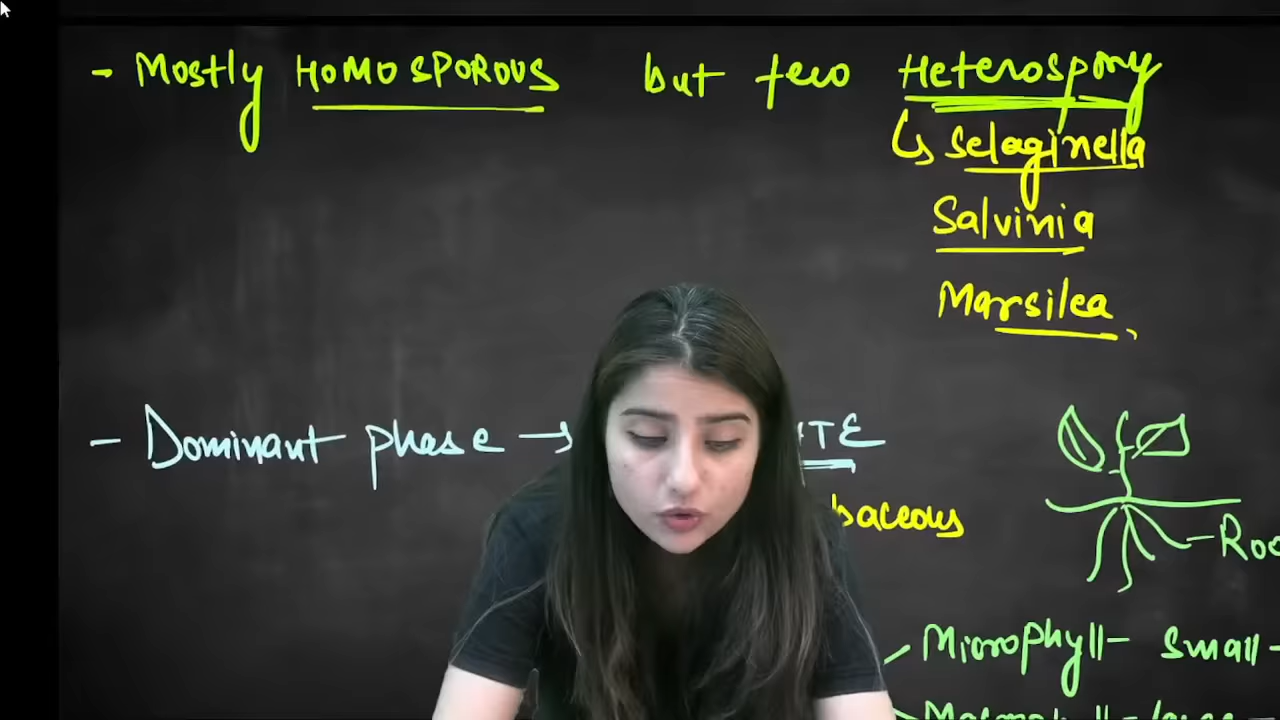 - Mostly HOMOSPOROUS but few Heterospory
↳ Selaginella
Salvinia
Marsilea
- Dominant phase →
Microphyll - small -